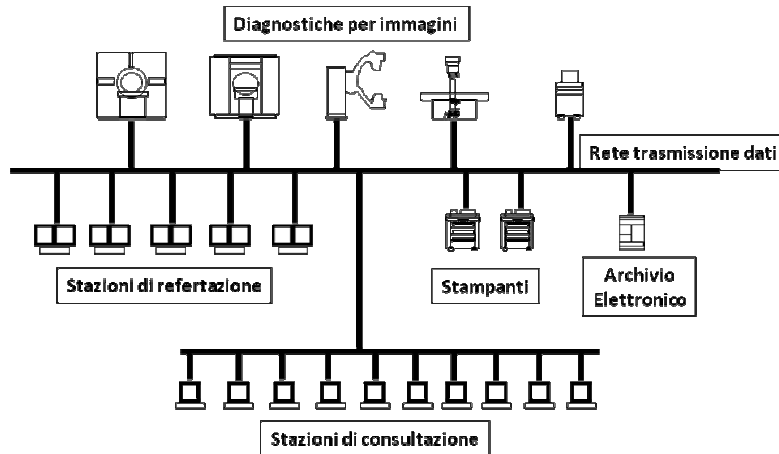 Diagnostiche per immagini
Rete trasmissione dati
Stazioni di refertazione
Stampanti
Archivio
Elettronico
Stazioni di consultazione